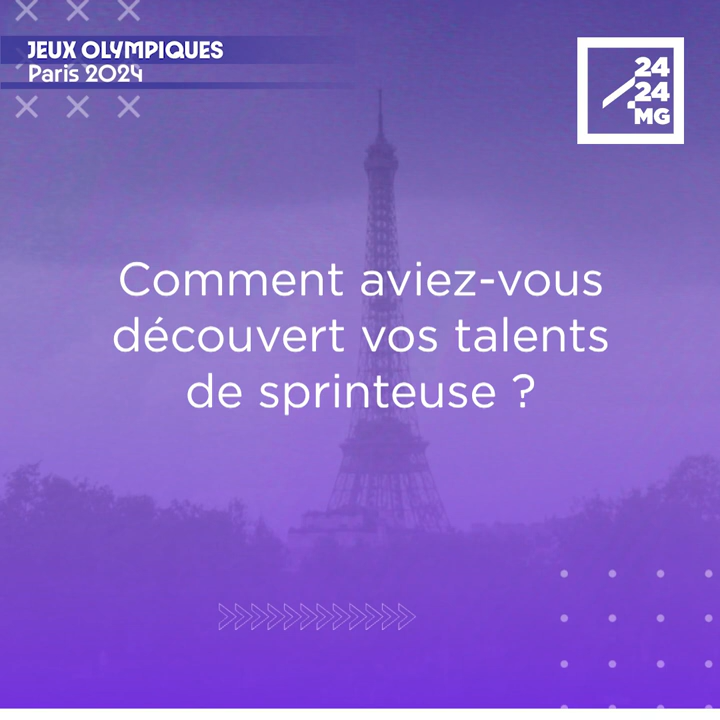 JEUX OLYMPIQUES
Paris 2024
24
24
MG
Comment aviez-vous
découvert vos talents
de sprinteuse ?